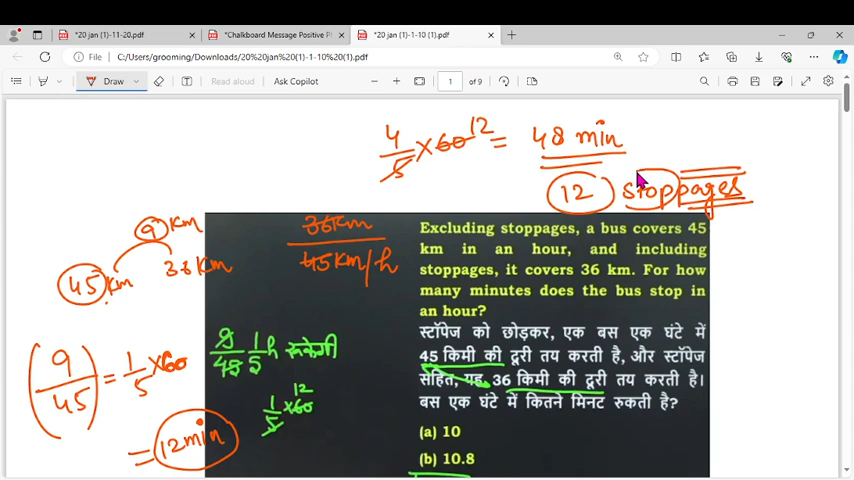 *20 jan (1)-11-20.pdf
*Chalkboard Message Positive P
*20 jan (1)-1-10 (1).pdf
File C:/Users/grooming/Downloads/20%20jan%20(1)-1-10%20(1).pdf
Draw
Read aloud
Ask Copilot
1 of 9
4/5 × 60 12 = 48 min
12 stoppages
9 km
45 km 36 km
36km
45km/h
Excluding stoppages, a bus covers 45
km in an hour, and including
stoppages, it covers 36 km. For how
many minutes does the bus stop in
an hour?
स्टॉपेज को छोड़कर, एक बस एक घंटे में
45 किमी की दूरी तय करती है, और स्टॉपेज
सहित, यह 36 किमी की दूरी तय करती है।
बस एक घंटे में कितने मिनट रुकती है?
(a) 10
(b) 10.8
9/45 1/5 h रुकेगी
1/5 × 60 12
(9/45) = 1/5 × 60
= 12 min